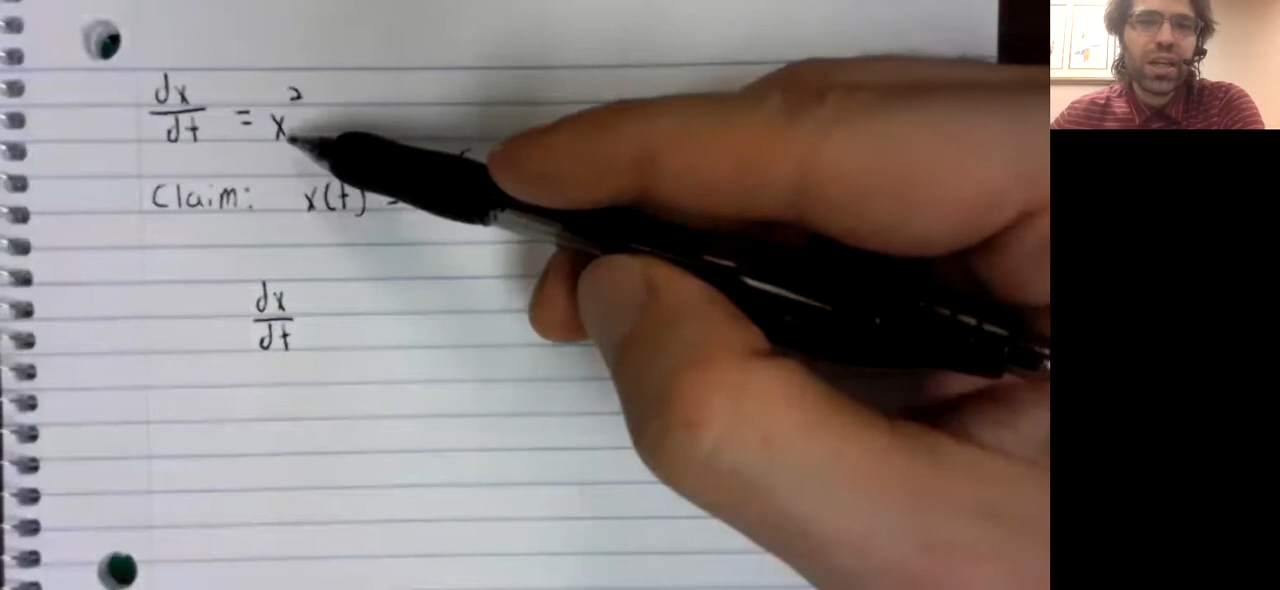 dx/dt = x²
Claim: x(t) =
dx/dt